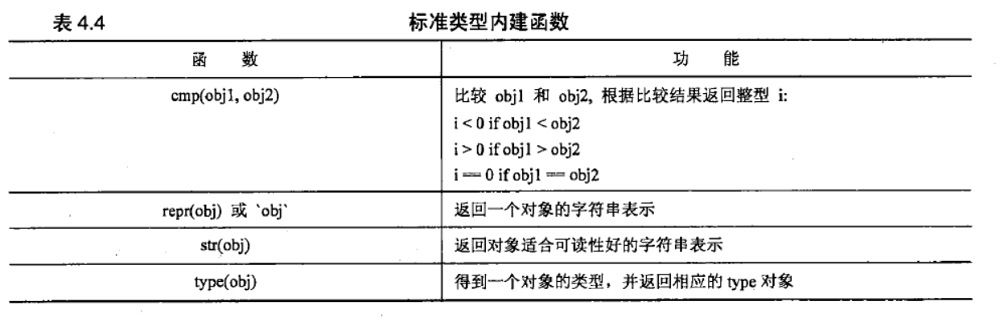 表 4.4 标准类型内建函数
函 数 功 能
cmp(obj1, obj2) 比较 obj1 和 obj2, 根据比较结果返回整型 i:
i < 0 if obj1 < obj2
i > 0 if obj1 > obj2
i == 0 if obj1 == obj2
repr(obj) 或 `obj` 返回一个对象的字符串表示
str(obj) 返回对象适合可读性好的字符串表示
type(obj) 得到一个对象的类型，并返回相应的 type 对象